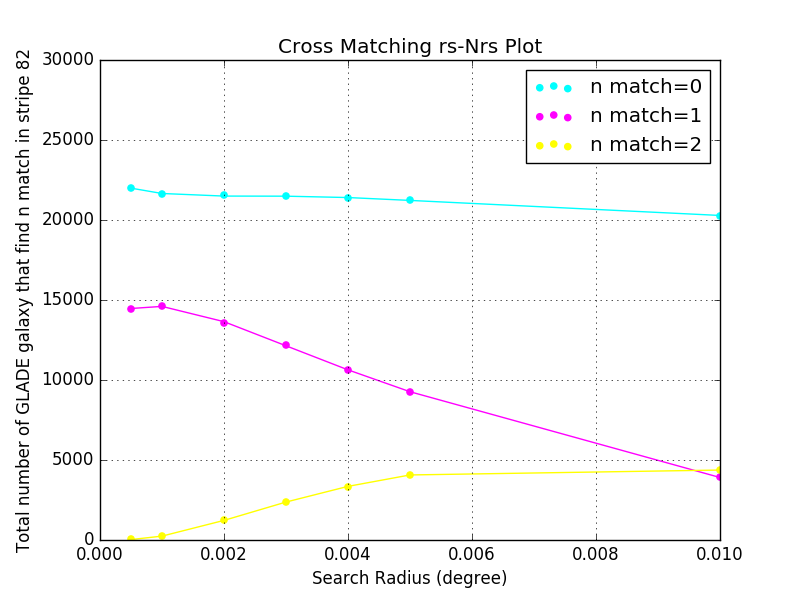 Cross Matching rs-Nrs Plot
Total number of GLADE galaxy that find n match in stripe 82
30000
25000
20000
15000
10000
5000
0
n match=0
n match=1
n match=2
0.000
0.002
0.004
0.006
0.008
0.010
Search Radius (degree)